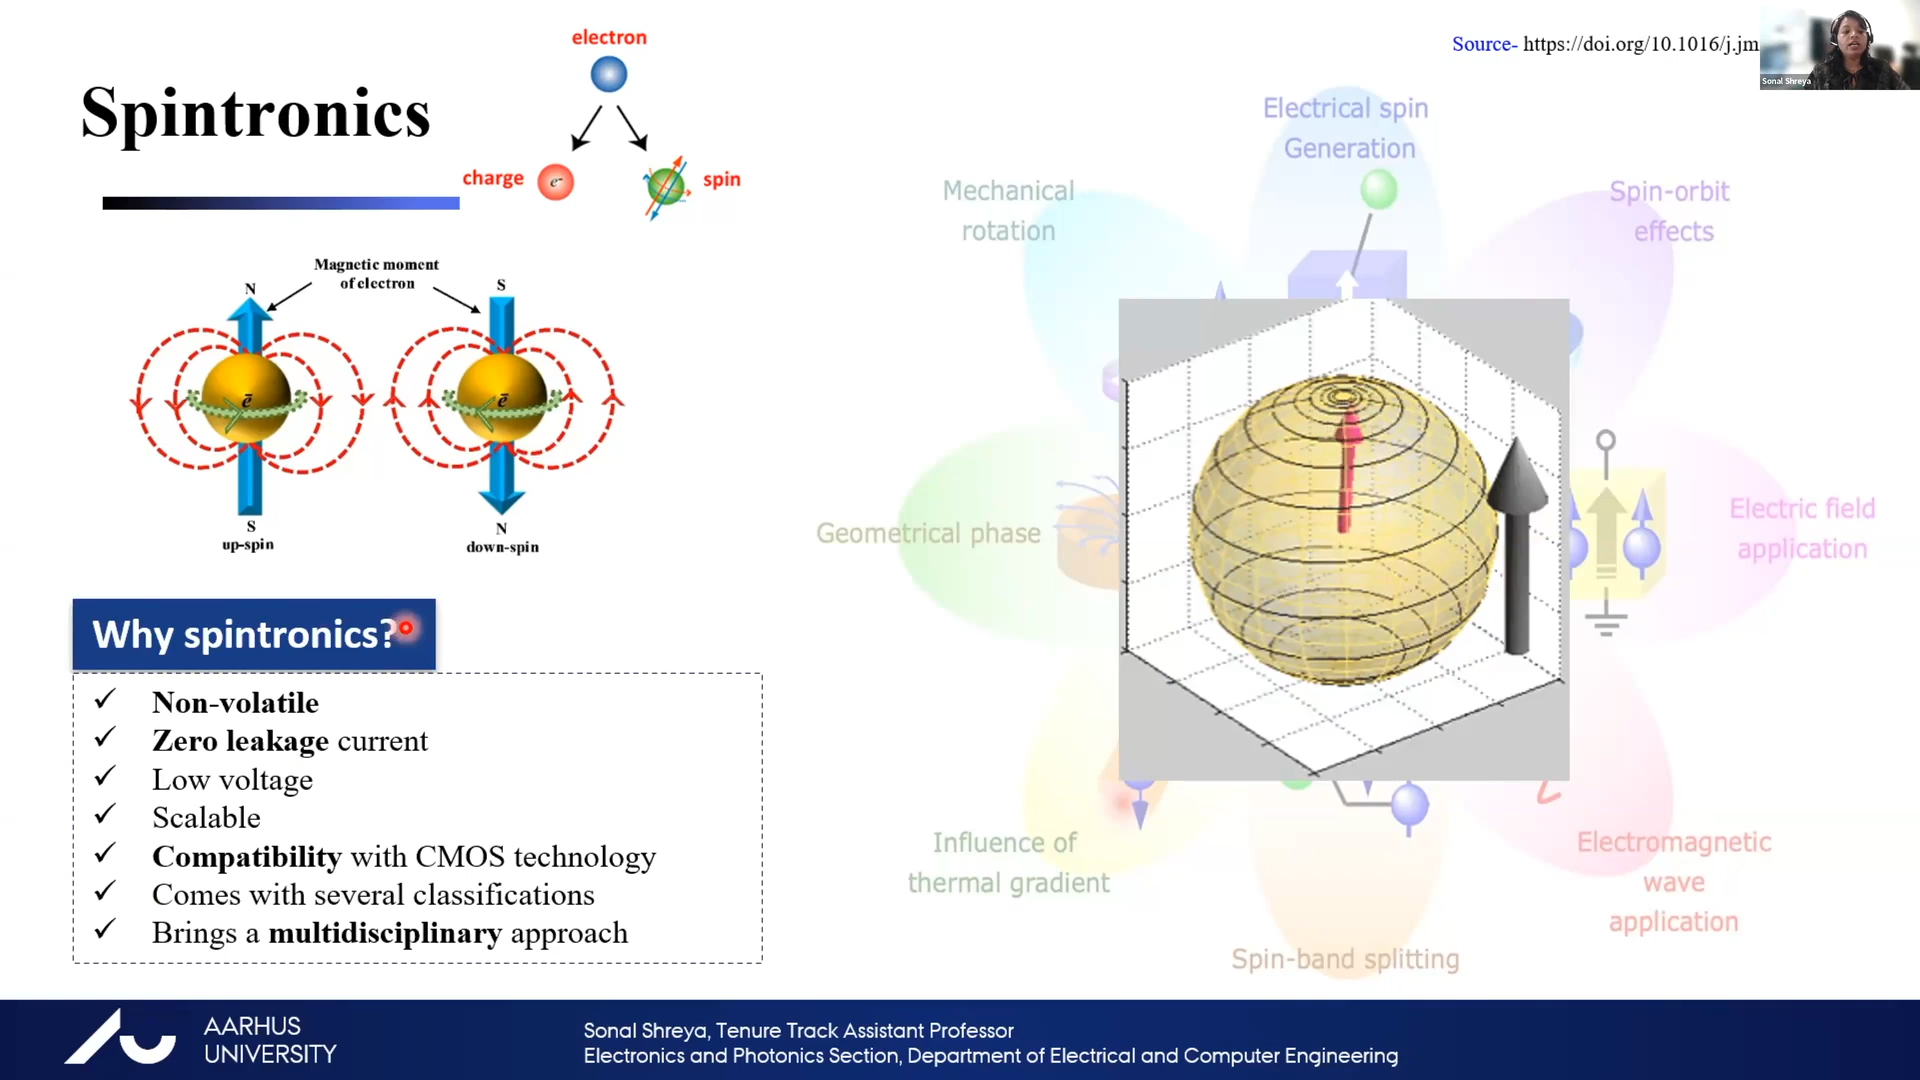 electron
Source- https://doi.org/10.1016/j.jm
Sonal Shreya
Spintronics
charge
e-
spin
Magnetic moment
of electron
N
S
ē
ē
S
N
up-spin
down-spin
Why spintronics?
✓ Non-volatile
✓ Zero leakage current
✓ Low voltage
✓ Scalable
✓ Compatibility with CMOS technology
✓ Comes with several classifications
✓ Brings a multidisciplinary approach
Electrical spin
Generation
Mechanical
rotation
Spin-orbit
effects
Geometrical phase
Electric field
application
Influence of
thermal gradient
Electromagnetic
wave
application
Spin-band splitting
AARHUS
UNIVERSITY
Sonal Shreya, Tenure Track Assistant Professor
Electronics and Photonics Section, Department of Electrical and Computer Engineering